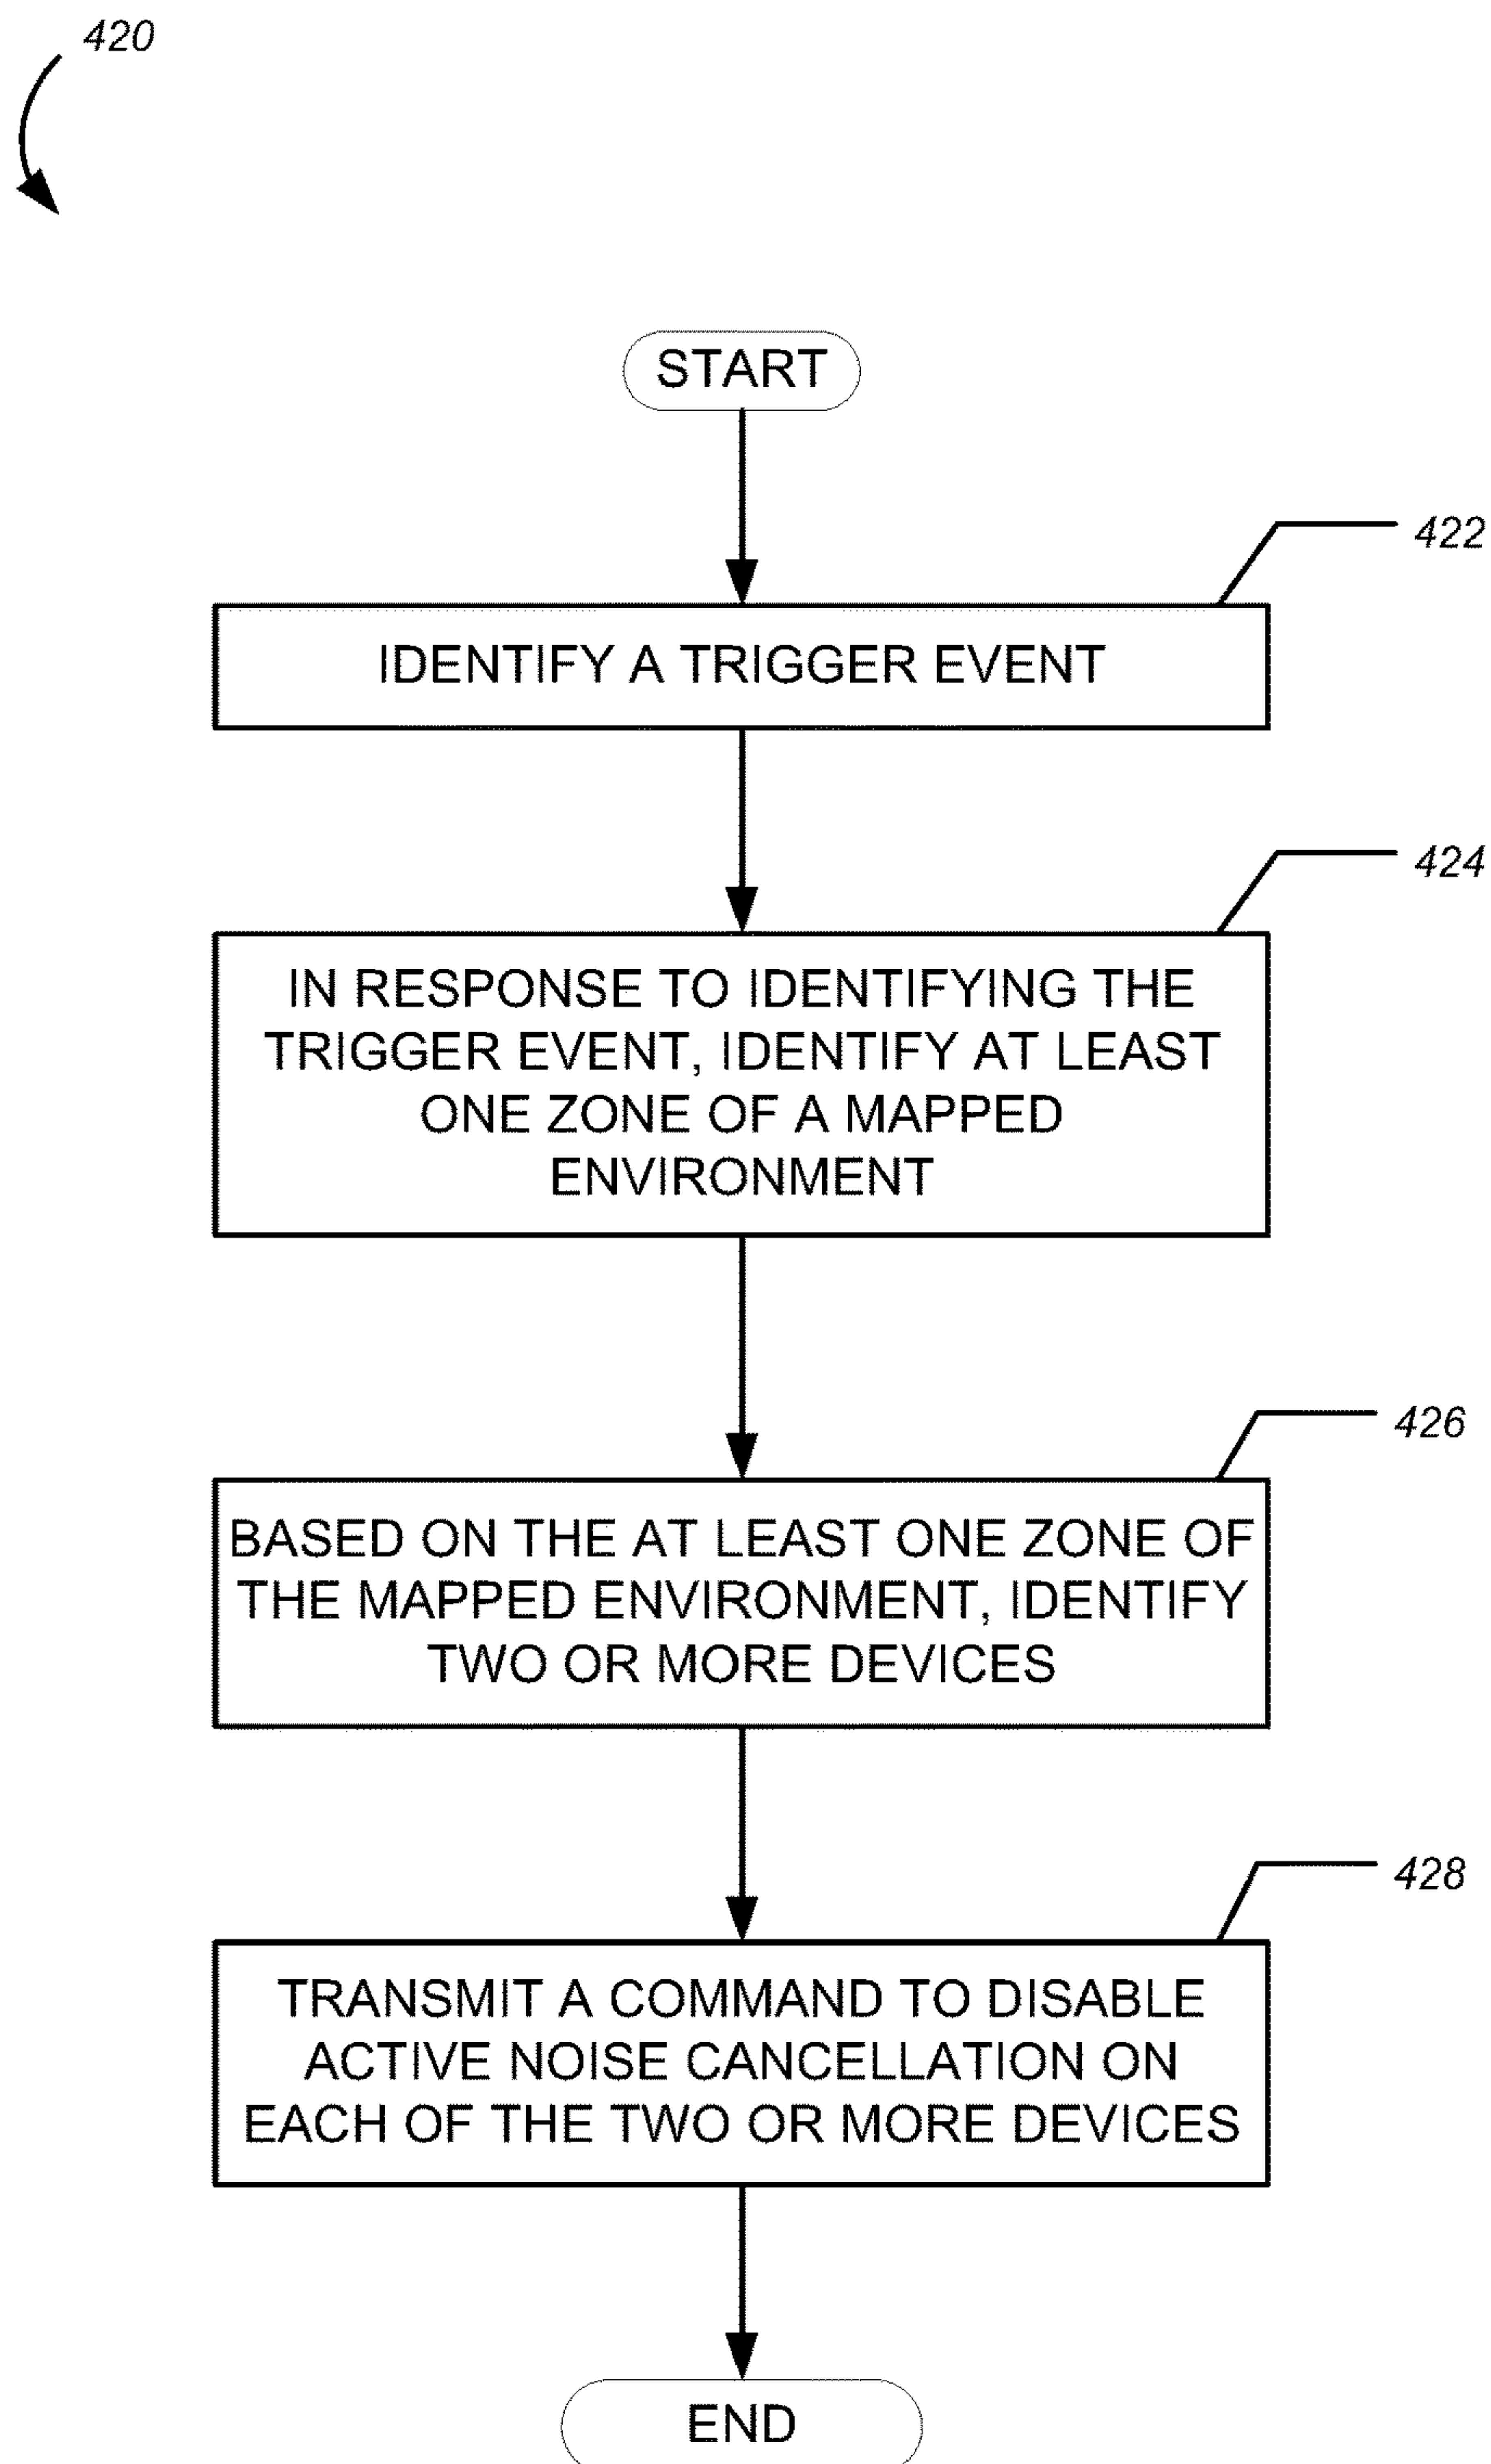 420
START
422
IDENTIFY A TRIGGER EVENT
424
IN RESPONSE TO IDENTIFYING THE
TRIGGER EVENT, IDENTIFY AT LEAST
ONE ZONE OF A MAPPED
ENVIRONMENT
426
BASED ON THE AT LEAST ONE ZONE OF
THE MAPPED ENVIRONMENT, IDENTIFY
TWO OR MORE DEVICES
428
TRANSMIT A COMMAND TO DISABLE
ACTIVE NOISE CANCELLATION ON
EACH OF THE TWO OR MORE DEVICES
END